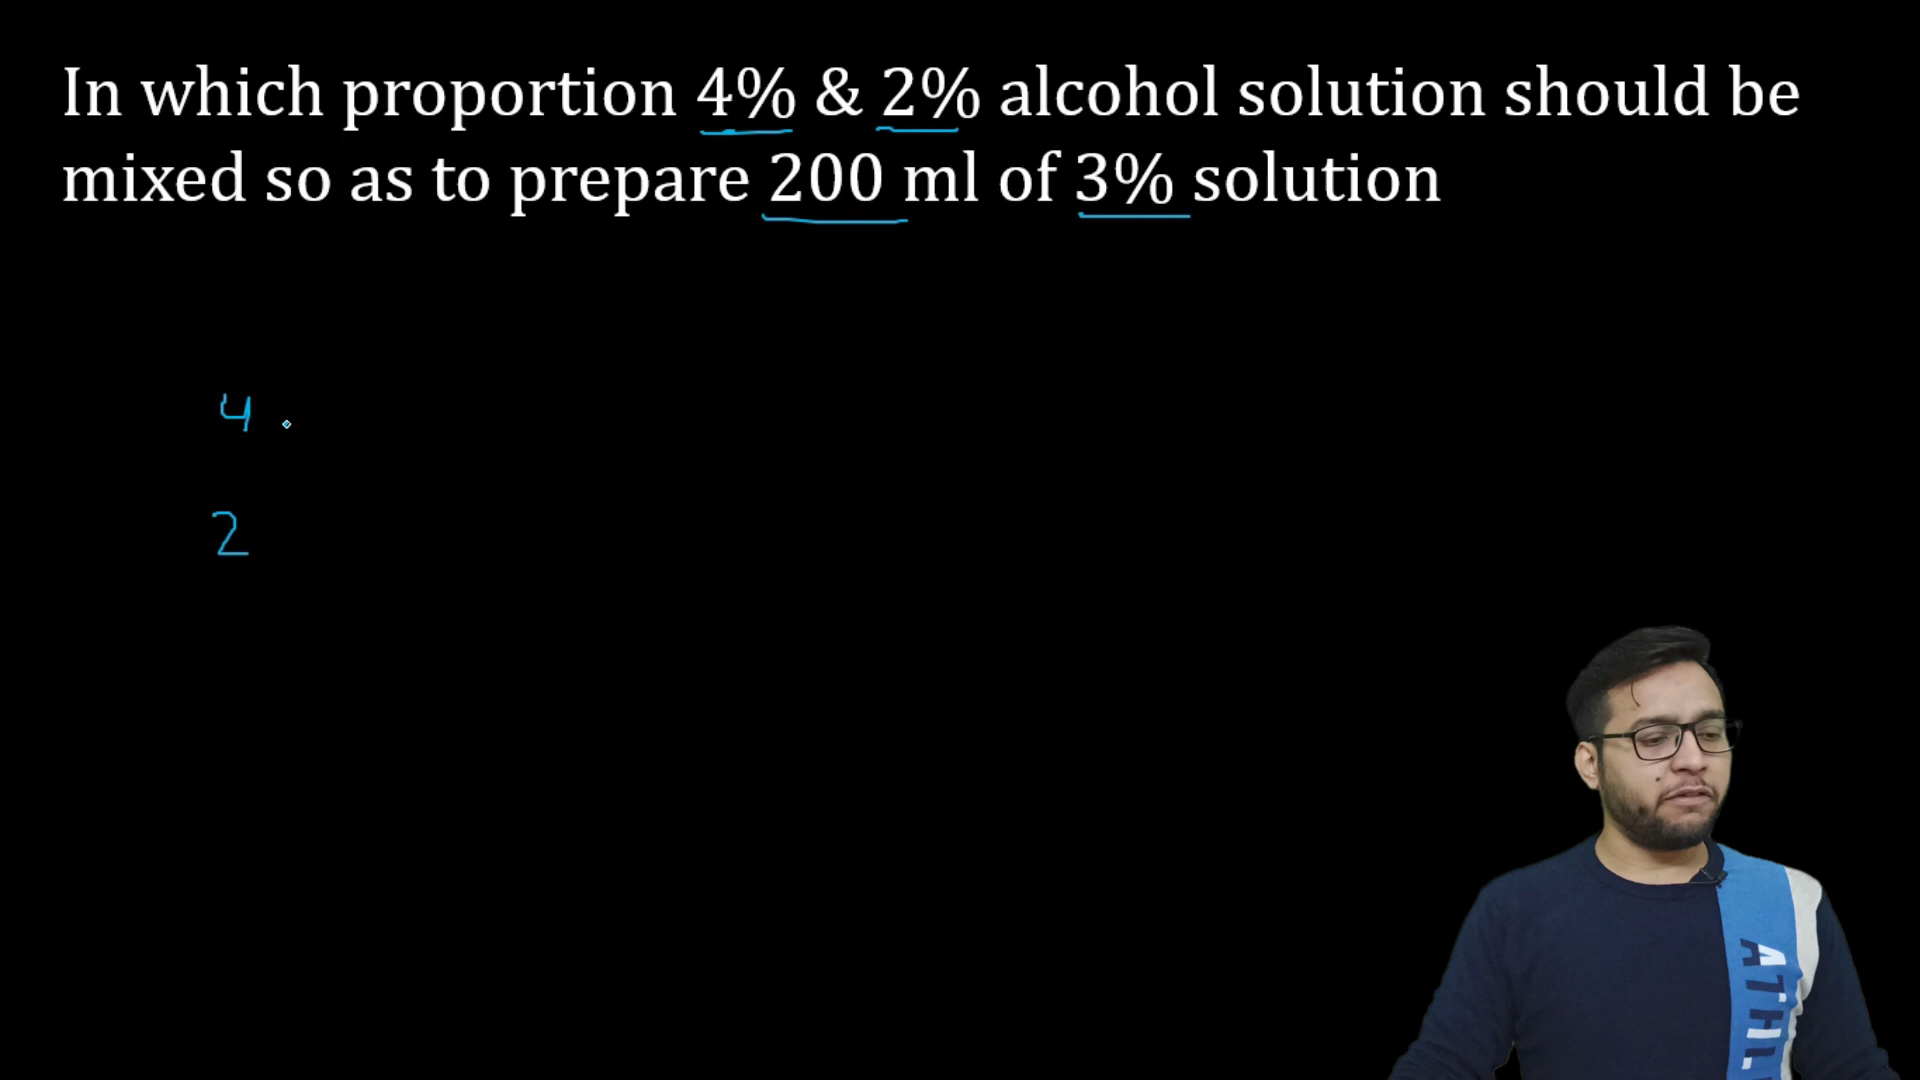 In which proportion 4% & 2% alcohol solution should be
mixed so as to prepare 200 ml of 3% solution
4
2
ATHL